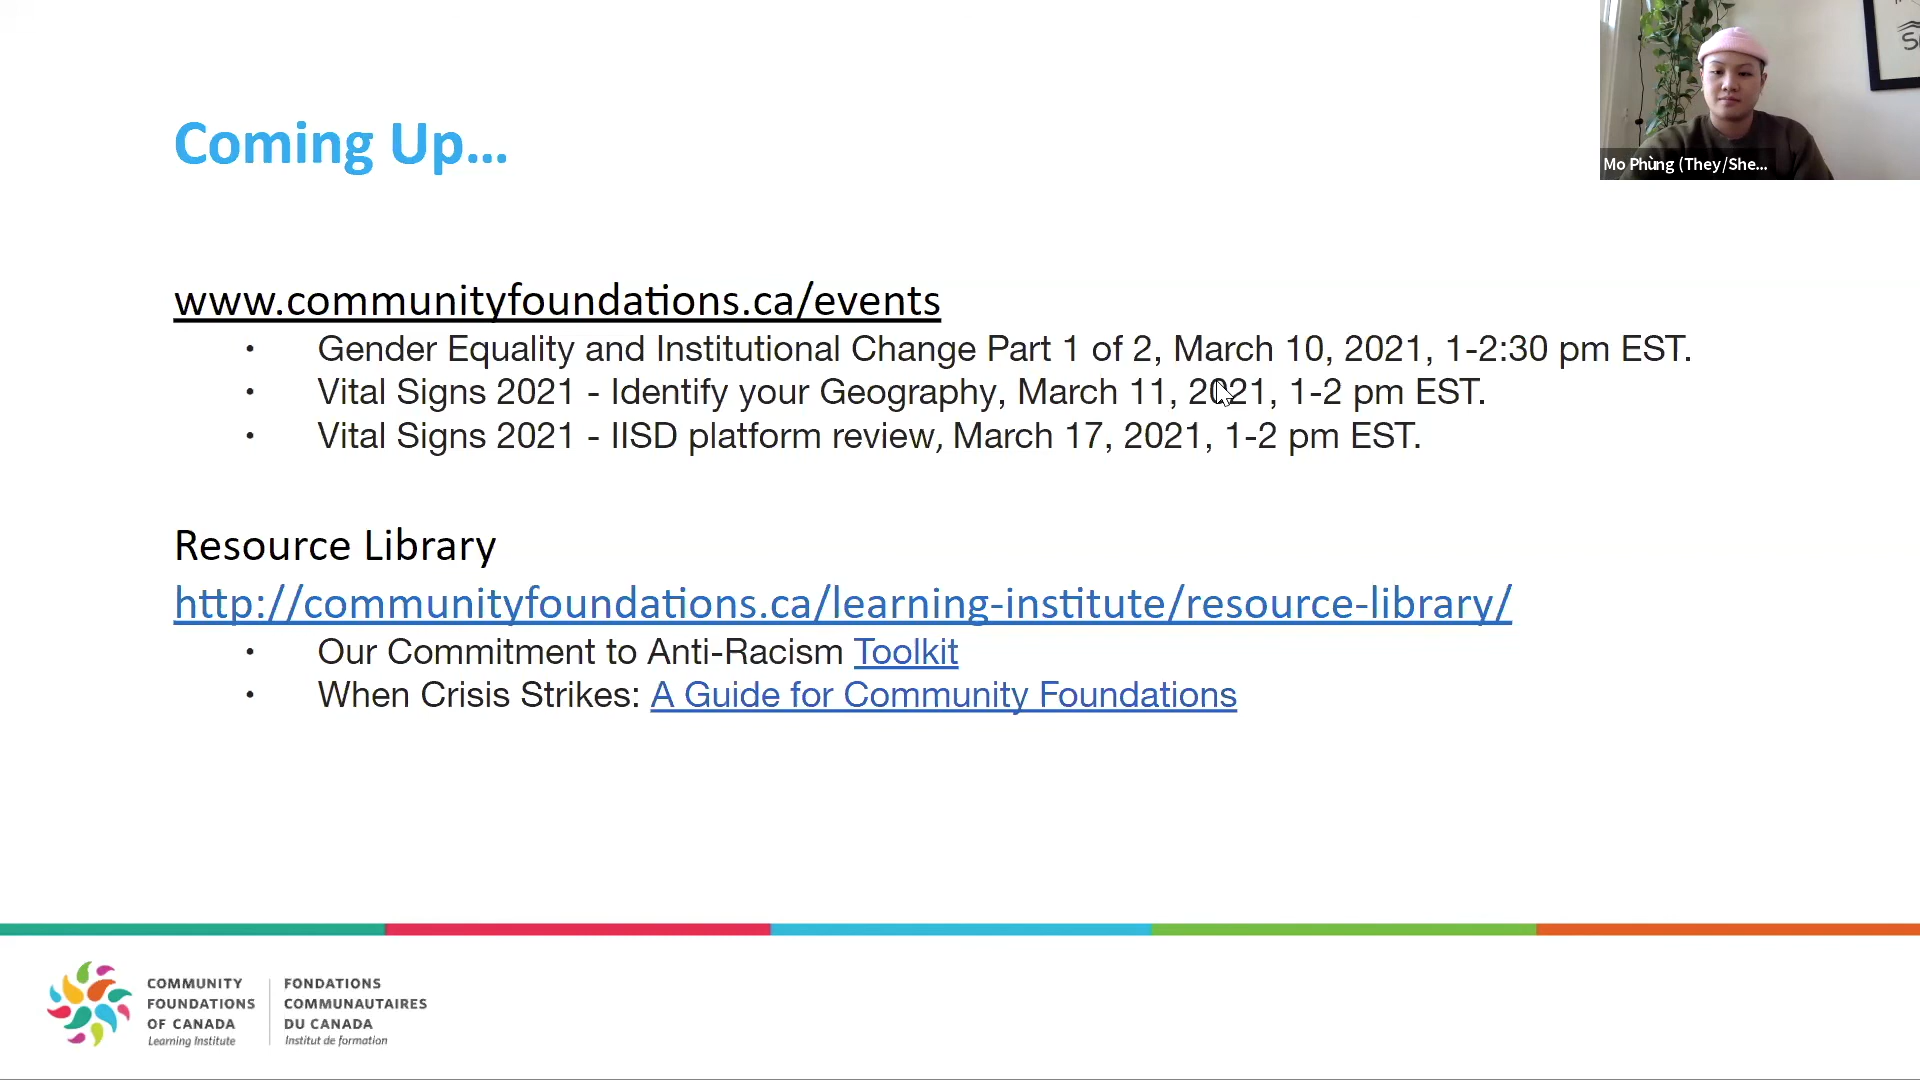 Coming Up...
Mo Phùng (They/She...
www.communityfoundations.ca/events
• Gender Equality and Institutional Change Part 1 of 2, March 10, 2021, 1-2:30 pm EST.
• Vital Signs 2021 - Identify your Geography, March 11, 2021, 1-2 pm EST.
• Vital Signs 2021 - IISD platform review, March 17, 2021, 1-2 pm EST.
Resource Library
http://communityfoundations.ca/learning-institute/resource-library/
• Our Commitment to Anti-Racism Toolkit
• When Crisis Strikes: A Guide for Community Foundations
COMMUNITY
FOUNDATIONS
OF CANADA
Learning Institute
FONDATIONS
COMMUNAUTAIRES
DU CANADA
Institut de formation